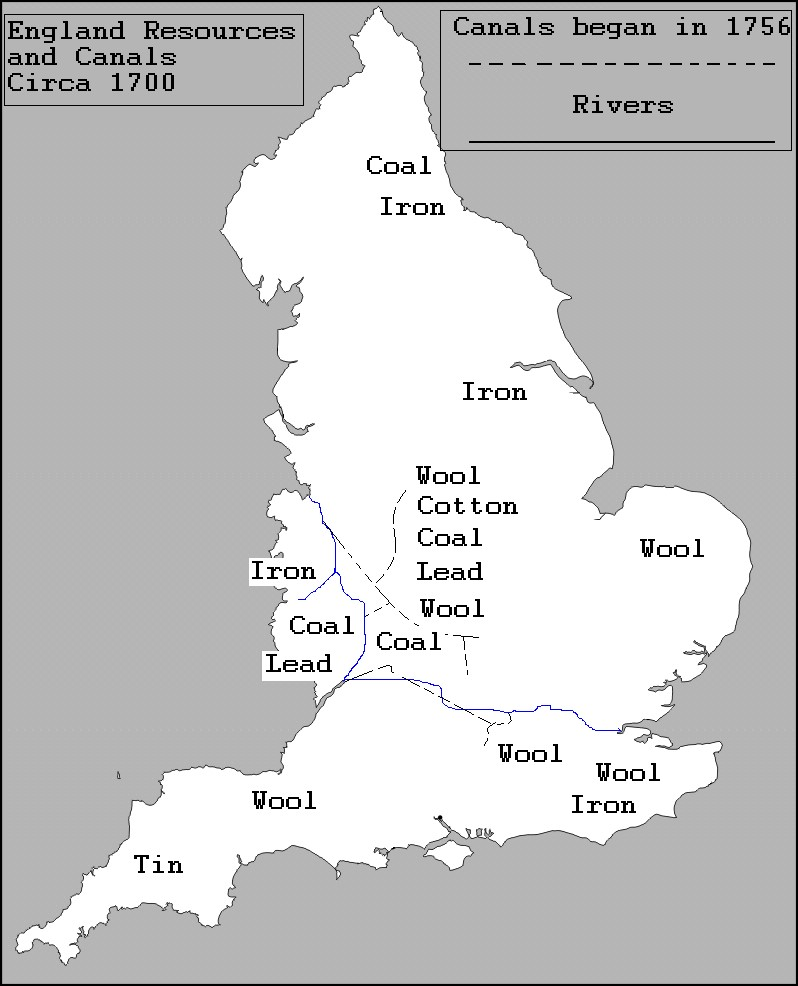 England Resources
and Canals
Circa 1700
Canals began in 1756
Rivers
Coal
Iron
Iron
Wool
Cotton
Coal
Lead
Wool
Wool
Iron
Coal
Coal
Lead
Wool
Wool
Iron
Wool
Tin